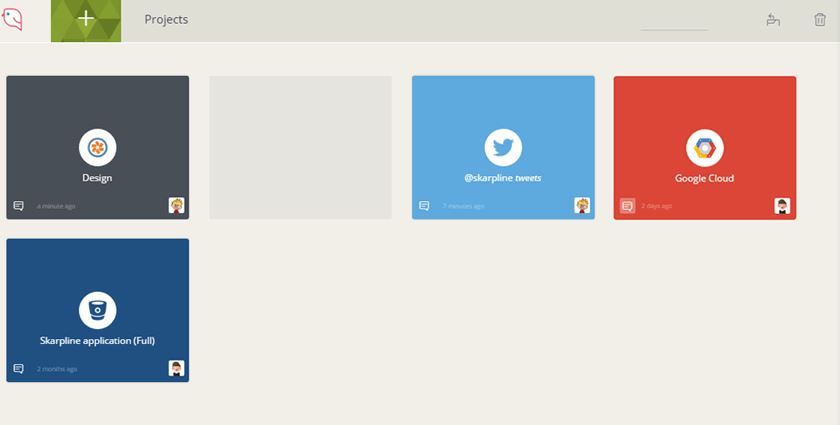 Projects
Design
a minute ago
@skarpline tweets
7 minutes ago
Google Cloud
2 days ago
Skarpline application (Full)
2 months ago